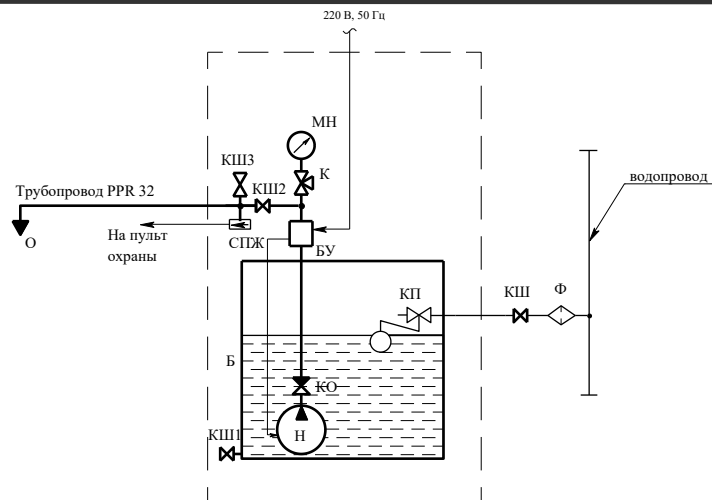 220 В, 50 Гц
МН
КШ3
К
КШ2
Трубопровод PPR 32
водопровод
О
На пульт
охраны
СПЖ
БУ
КП
КШ
Ф
Б
КО
КШ1
Н